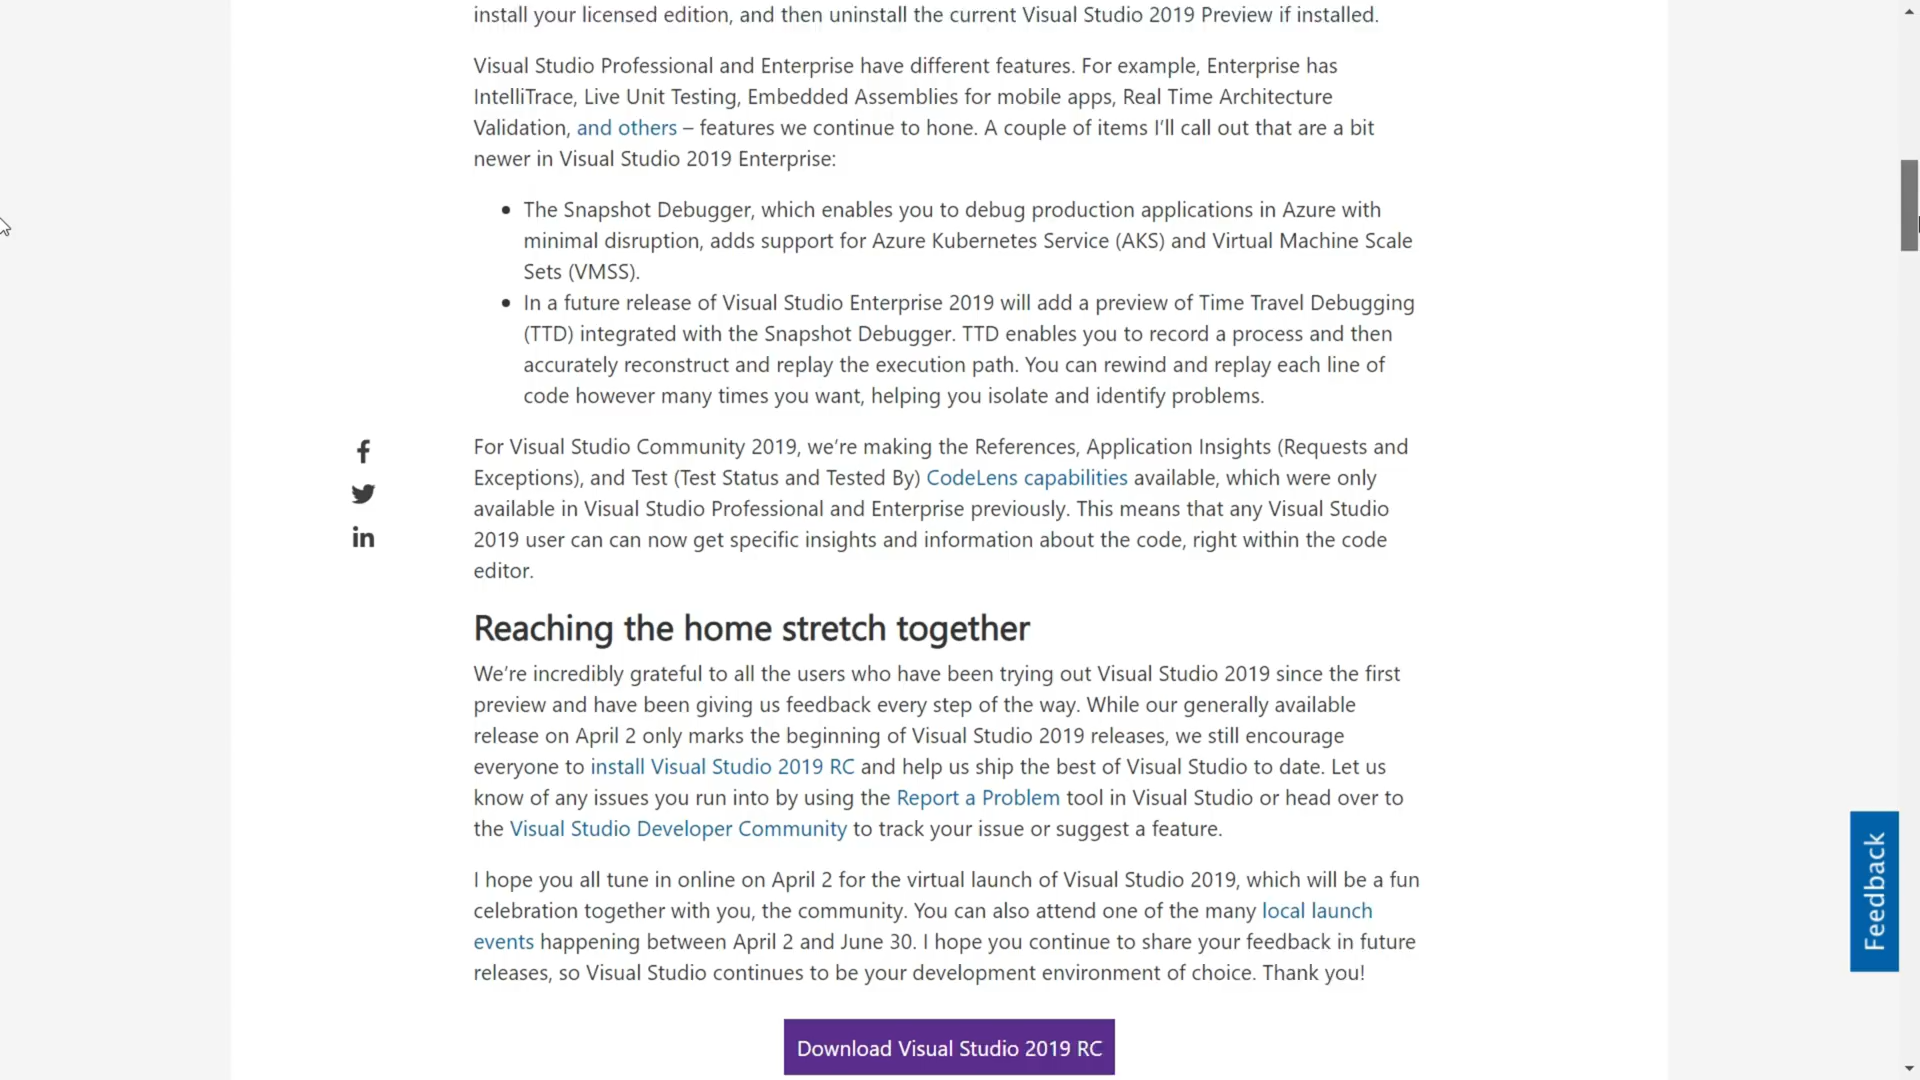 install your licensed edition, and then uninstall the current Visual Studio 2019 Preview if installed.
Visual Studio Professional and Enterprise have different features. For example, Enterprise has
IntelliTrace, Live Unit Testing, Embedded Assemblies for mobile apps, Real Time Architecture
Validation, and others – features we continue to hone. A couple of items I’ll call out that are a bit
newer in Visual Studio 2019 Enterprise:
• The Snapshot Debugger, which enables you to debug production applications in Azure with
minimal disruption, adds support for Azure Kubernetes Service (AKS) and Virtual Machine Scale
Sets (VMSS).
• In a future release of Visual Studio Enterprise 2019 will add a preview of Time Travel Debugging
(TTD) integrated with the Snapshot Debugger. TTD enables you to record a process and then
accurately reconstruct and replay the execution path. You can rewind and replay each line of
code however many times you want, helping you isolate and identify problems.
For Visual Studio Community 2019, we’re making the References, Application Insights (Requests and
Exceptions), and Test (Test Status and Tested By) CodeLens capabilities available, which were only
available in Visual Studio Professional and Enterprise previously. This means that any Visual Studio
2019 user can can now get specific insights and information about the code, right within the code
editor.
Reaching the home stretch together
We’re incredibly grateful to all the users who have been trying out Visual Studio 2019 since the first
preview and have been giving us feedback every step of the way. While our generally available
release on April 2 only marks the beginning of Visual Studio 2019 releases, we still encourage
everyone to install Visual Studio 2019 RC and help us ship the best of Visual Studio to date. Let us
know of any issues you run into by using the Report a Problem tool in Visual Studio or head over to
the Visual Studio Developer Community to track your issue or suggest a feature.
I hope you all tune in online on April 2 for the virtual launch of Visual Studio 2019, which will be a fun
celebration together with you, the community. You can also attend one of the many local launch
events happening between April 2 and June 30. I hope you continue to share your feedback in future
releases, so Visual Studio continues to be your development environment of choice. Thank you!
Download Visual Studio 2019 RC
Feedback